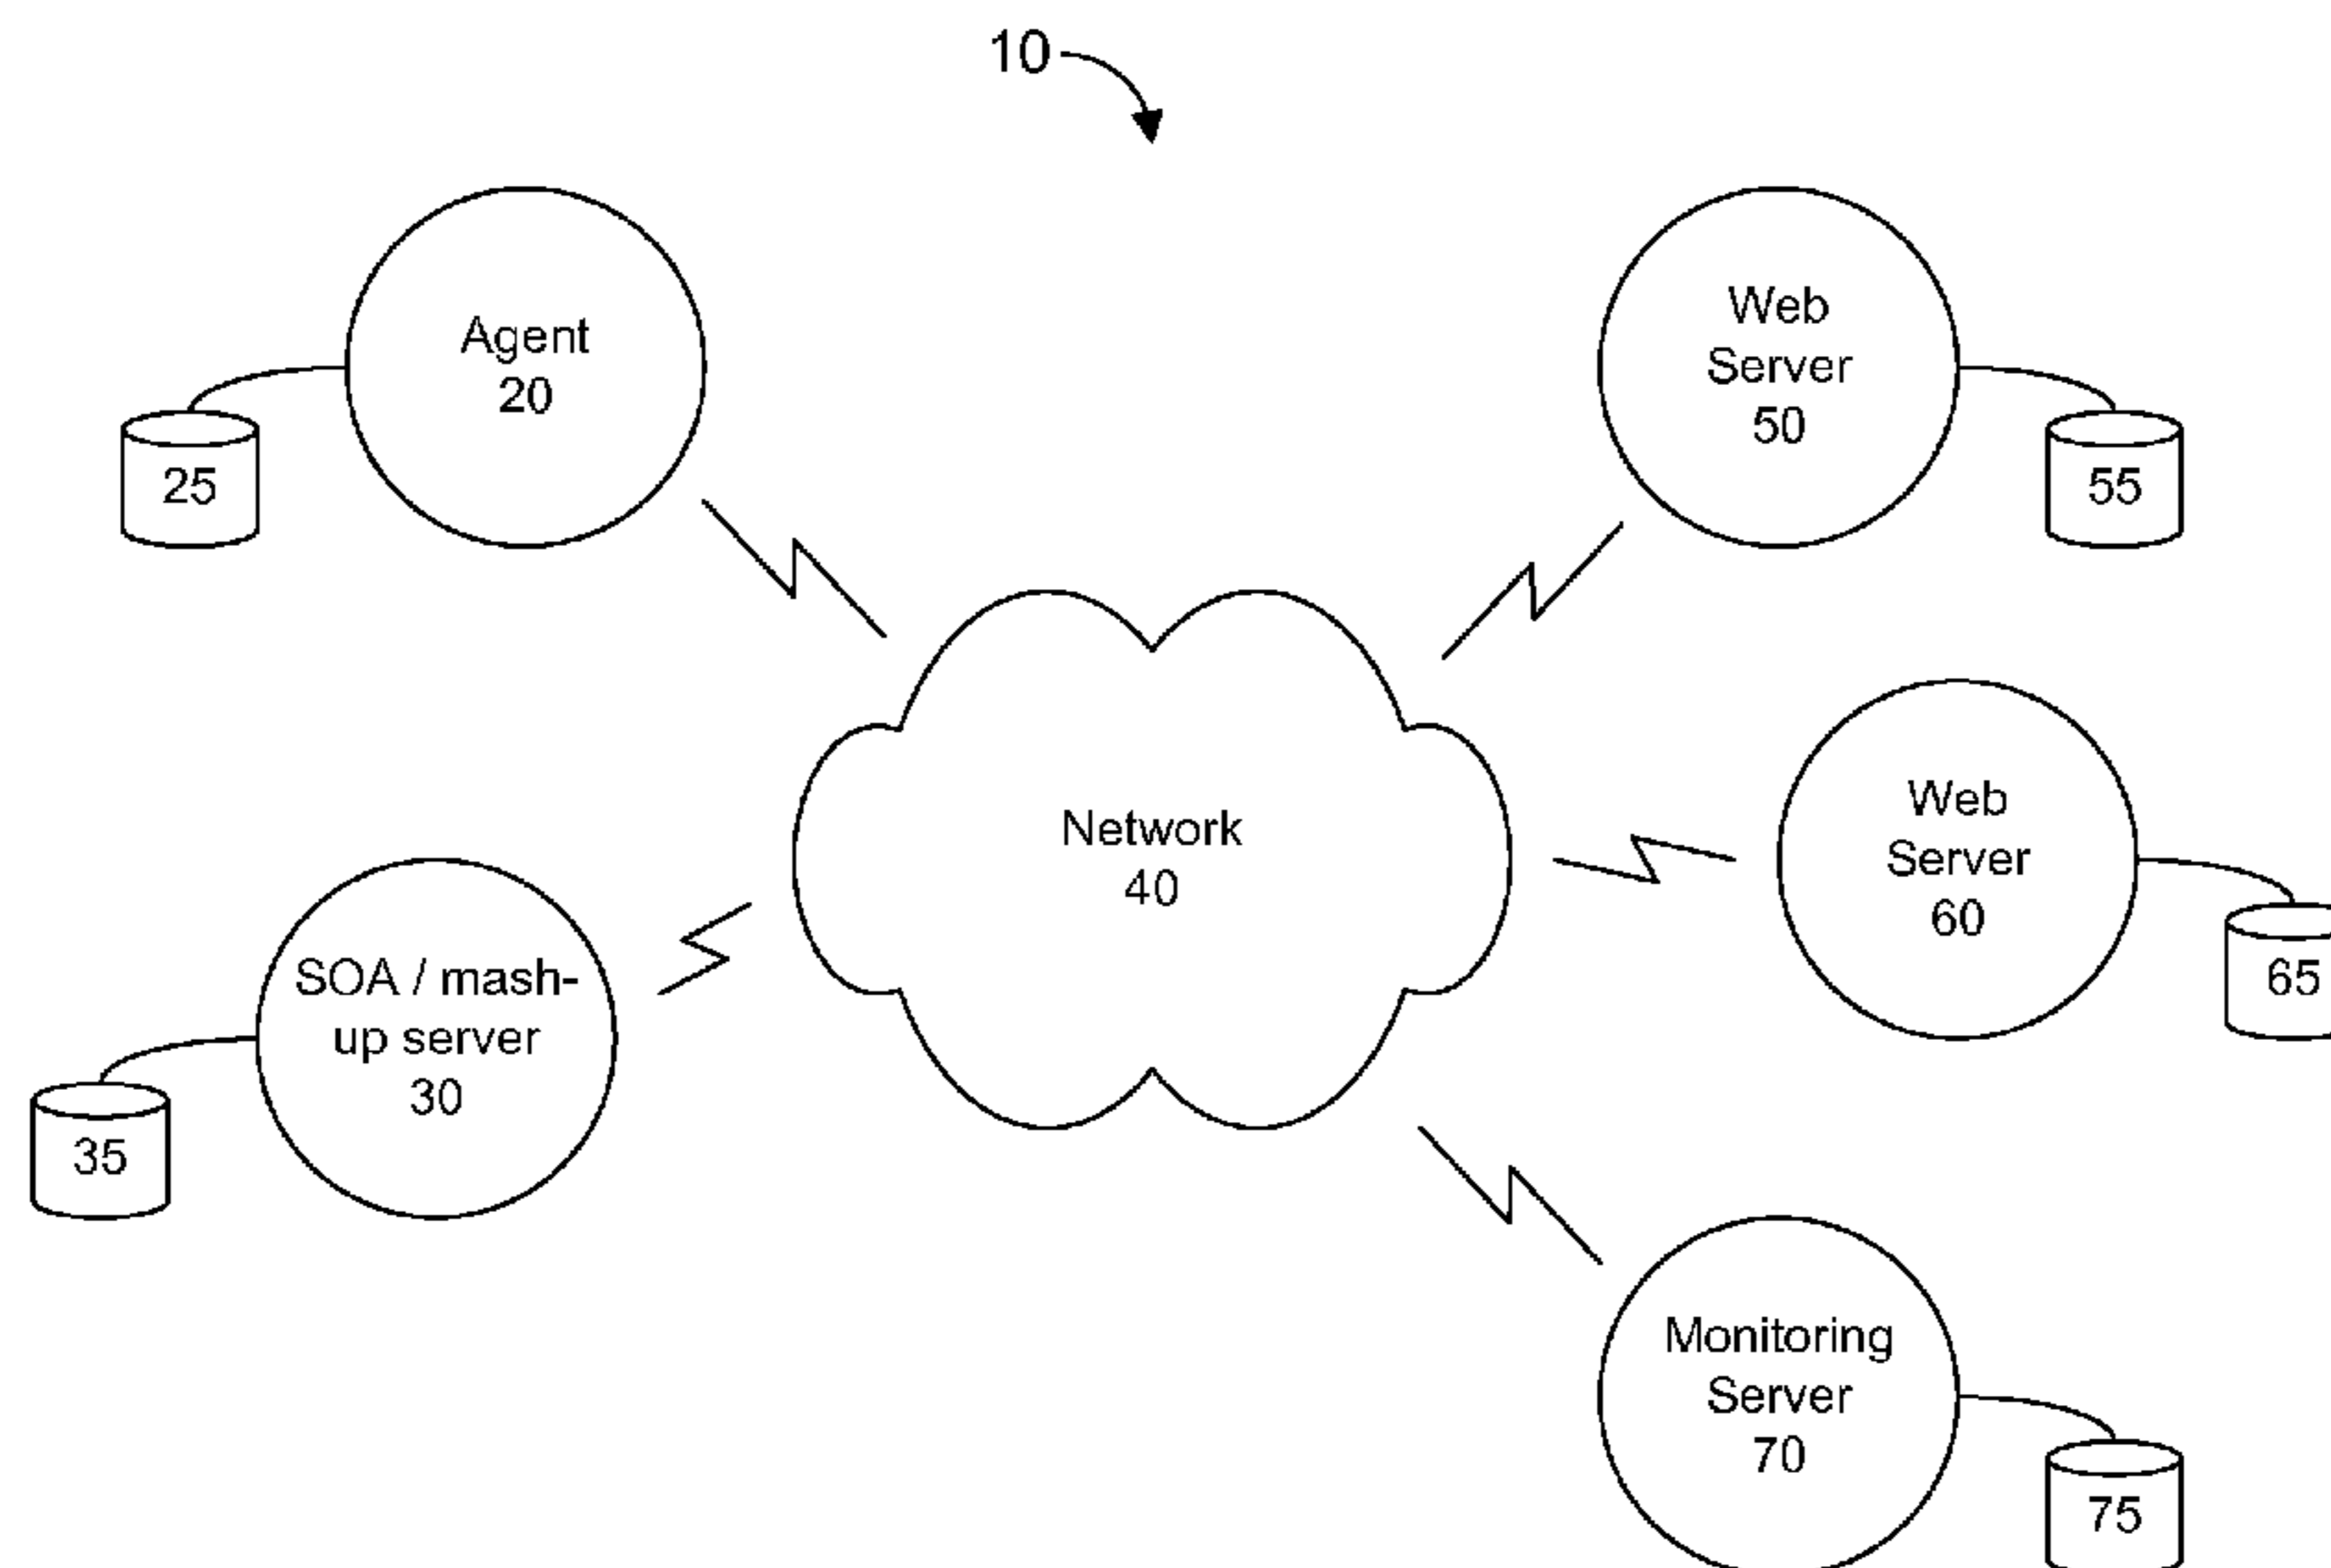 10
Agent
20
25
Web
Server
50
55
Network
40
Web
Server
60
65
SOA / mash-
up server
30
35
Monitoring
Server
70
75